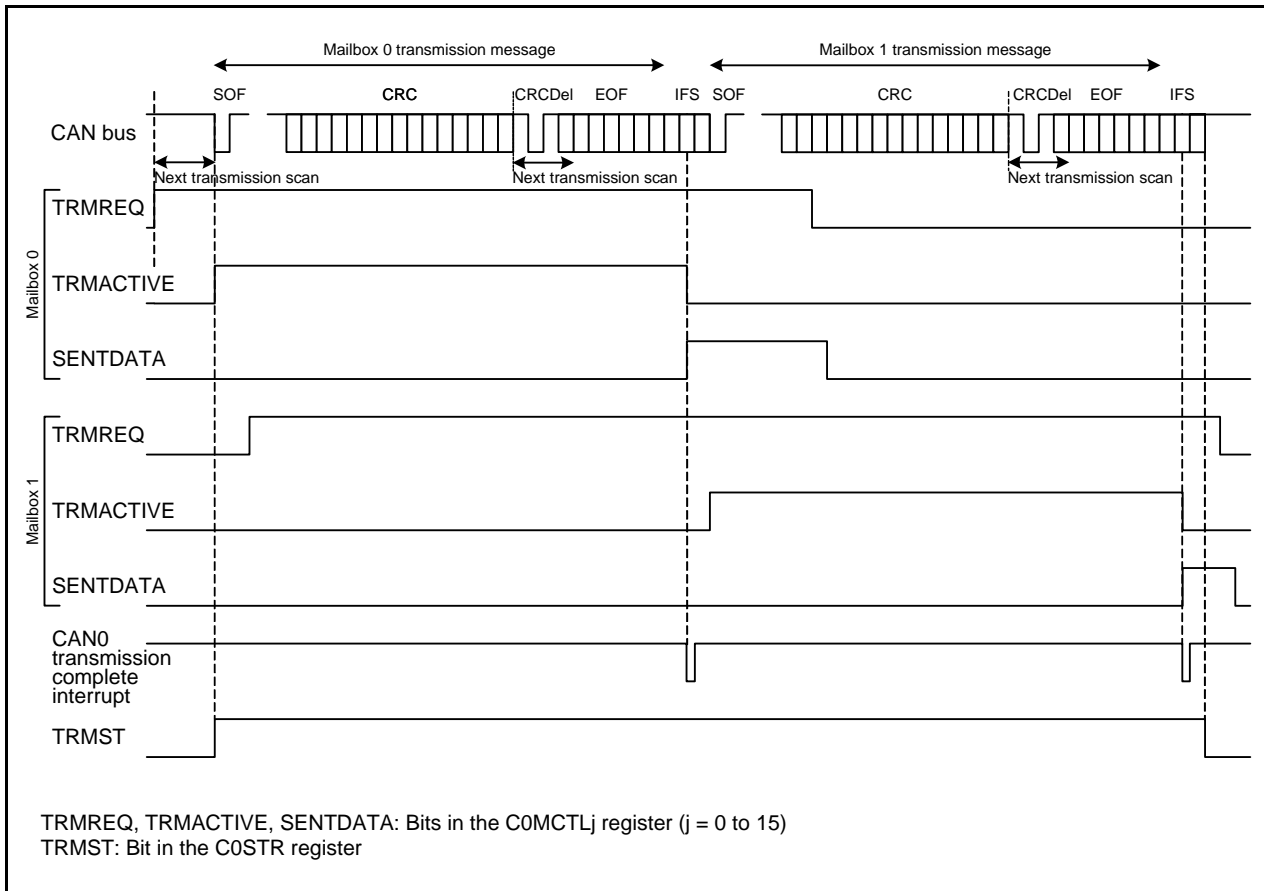 Mailbox 0 transmission message
Mailbox 1 transmission message
SOF CRC CRCDel EOF IFS SOF CRC CRCDel EOF IFS
CAN bus
Next transmission scan
Next transmission scan
Next transmission scan
Mailbox 0
TRMREQ
TRMACTIVE
SENTDATA
Mailbox 1
TRMREQ
TRMACTIVE
SENTDATA
CAN0
transmission
complete
interrupt
TRMST
TRMREQ, TRMACTIVE, SENTDATA: Bits in the C0MCTLj register (j = 0 to 15)
TRMST: Bit in the C0STR register